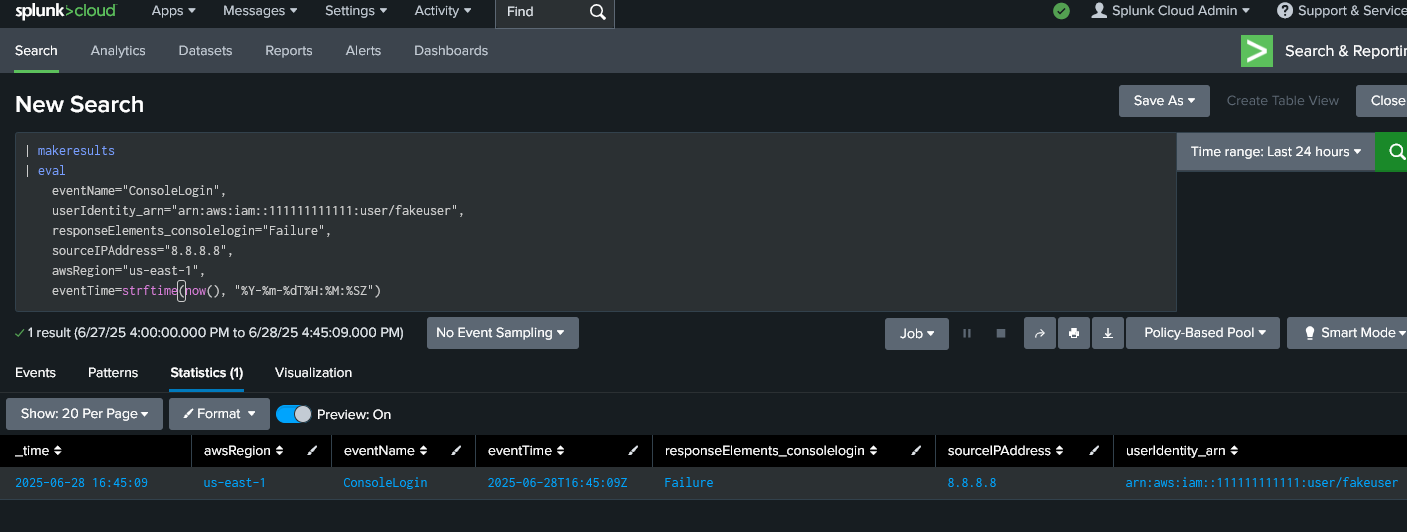 splunk>cloud Apps Messages Settings Activity Find Splunk Cloud Admin Support & Service
Search Analytics Datasets Reports Alerts Dashboards Search & Reportin
New Search Save As Create Table View Close
| makeresults Time range: Last 24 hours
| eval
eventName="ConsoleLogin",
userIdentity_arn="arn:aws:iam::111111111111:user/fakeuser",
responseElements_consolelogin="Failure",
sourceIPAddress="8.8.8.8",
awsRegion="us-east-1",
eventTime=strftime(now(), "%Y-%m-%dT%H:%M:%SZ")
1 result (6/27/25 4:00:00.000 PM to 6/28/25 4:45:09.000 PM) No Event Sampling Job Policy-Based Pool Smart Mode
Events Patterns Statistics (1) Visualization
Show: 20 Per Page Format Preview: On
_time awsRegion eventName eventTime responseElements_consolelogin sourceIPAddress userIdentity_arn
2025-06-28 16:45:09 us-east-1 ConsoleLogin 2025-06-28T16:45:09Z Failure 8.8.8.8 arn:aws:iam::111111111111:user/fakeuser